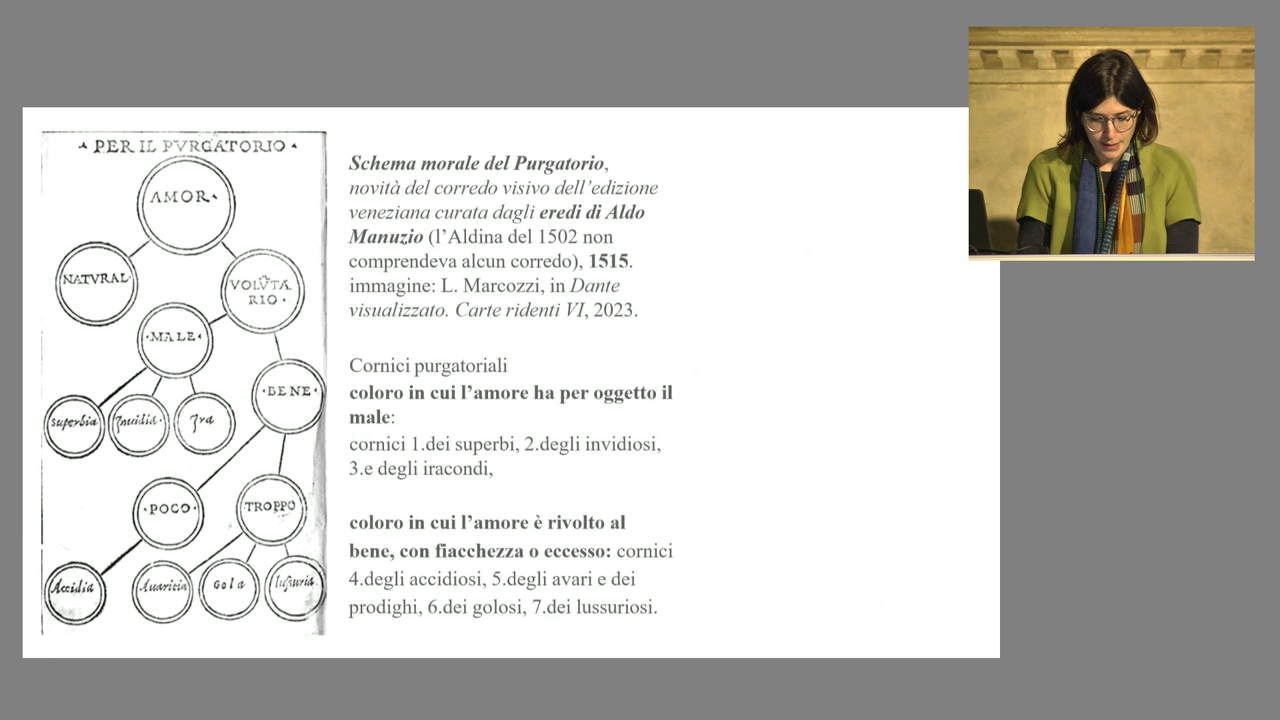 PER IL PVRGATORIO
AMOR
NATVRAL
VOLVTA
RIO
MALE
BENE
Superbia
Inuidia
Ira
POCO
TROPPO
Accidia
Auaritia
Gola
lussuria
Schema morale del Purgatorio,
novità del corredo visivo dell’edizione
veneziana curata dagli eredi di Aldo
Manuzio (l’Aldina del 1502 non
comprendeva alcun corredo), 1515.
immagine: L. Marcozzi, in Dante
visualizzato. Carte ridenti VI, 2023.
Cornici purgatoriali
coloro in cui l’amore ha per oggetto il
male:
cornici 1.dei superbi, 2.degli invidiosi,
3.e degli iracondi,
coloro in cui l’amore è rivolto al
bene, con fiacchezza o eccesso: cornici
4.degli accidiosi, 5.degli avari e dei
prodighi, 6.dei golosi, 7.dei lussuriosi.